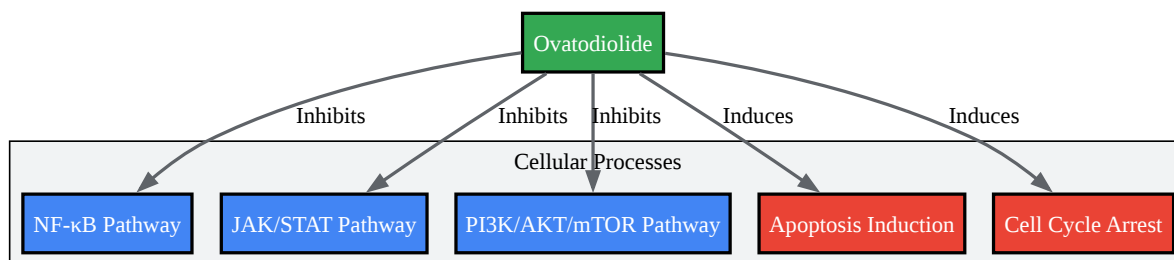 Ovatodiolide
Inhibits
Inhibits
Inhibits
Induces
Induces
Cellular Processes
NF-κB Pathway
JAK/STAT Pathway
PI3K/AKT/mTOR Pathway
Apoptosis Induction
Cell Cycle Arrest